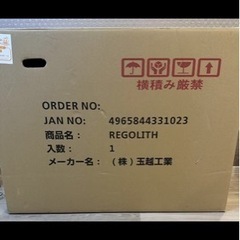 横積み厳禁
ORDER NO:
JAN NO: 4965844331023
商品名: REGOLITH
入数: 1
メーカー名: （株）玉越工業